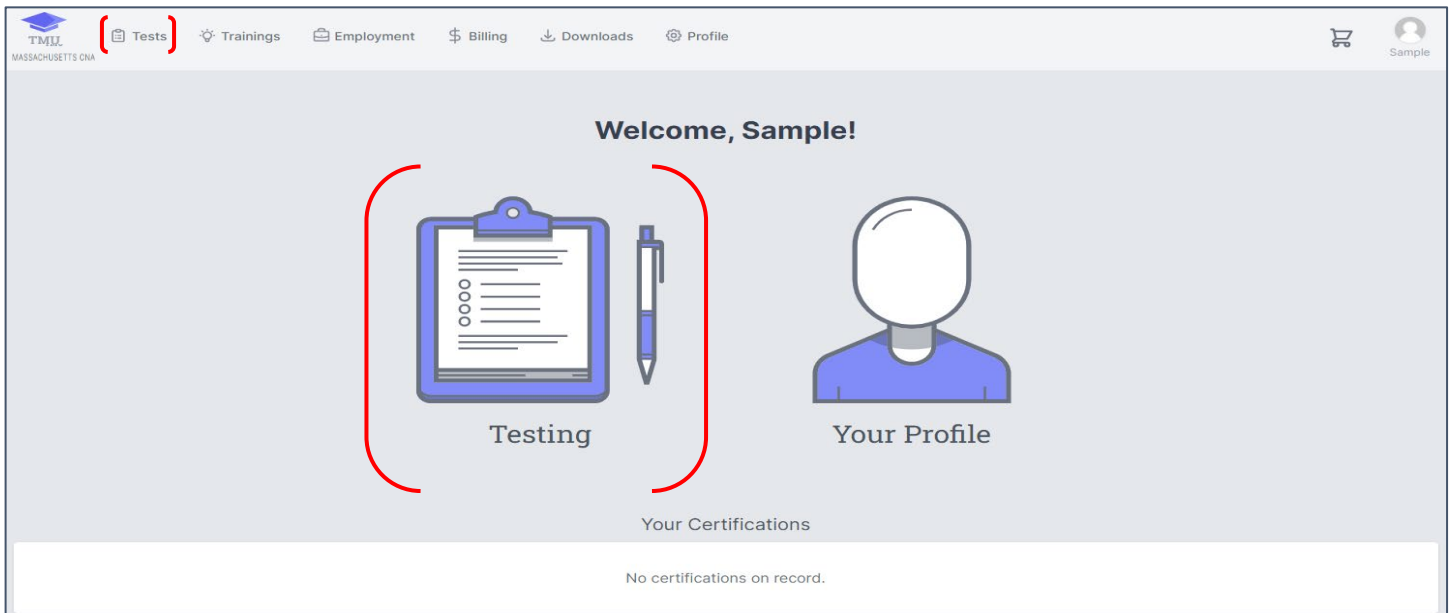 TMU
MASSACHUSETTS CNA
Tests Trainings Employment $ Billing Downloads Profile
Sample
Welcome, Sample!
Testing Your Profile
Your Certifications
No certifications on record.